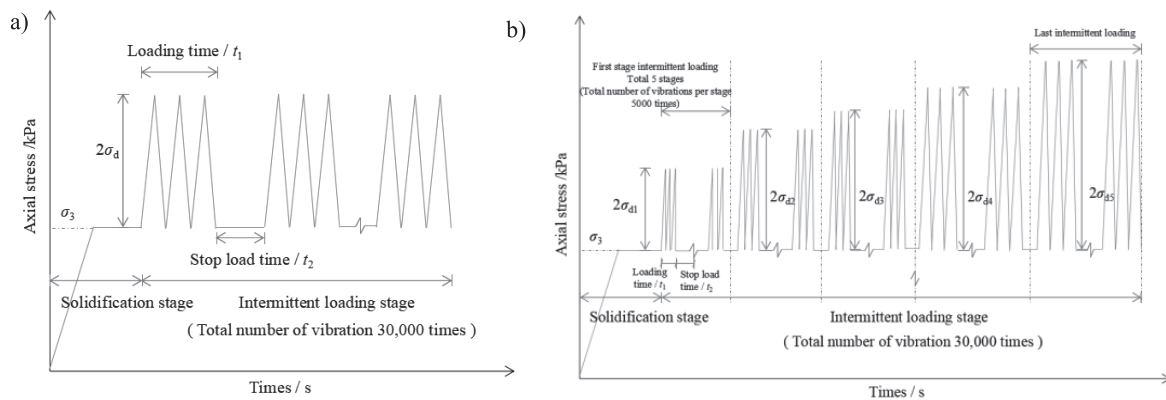 a)
Loading time / t1
Axial stress /kPa
2σd
σ3
Stop load time / t2
Solidification stage
Intermittent loading stage
( Total number of vibration 30,000 times )
Times / s
b)
Last intermittent loading
First stage intermittent loading
Total 5 stages
(Total number of vibrations per stage
5000 times)
Axial stress /kPa
2σd1
2σd2
2σd3
2σd4
2σd5
σ3
Loading
time / t1
Stop load
time / t2
Solidification stage
Intermittent loading stage
( Total number of vibration 30,000 times )
Times / s